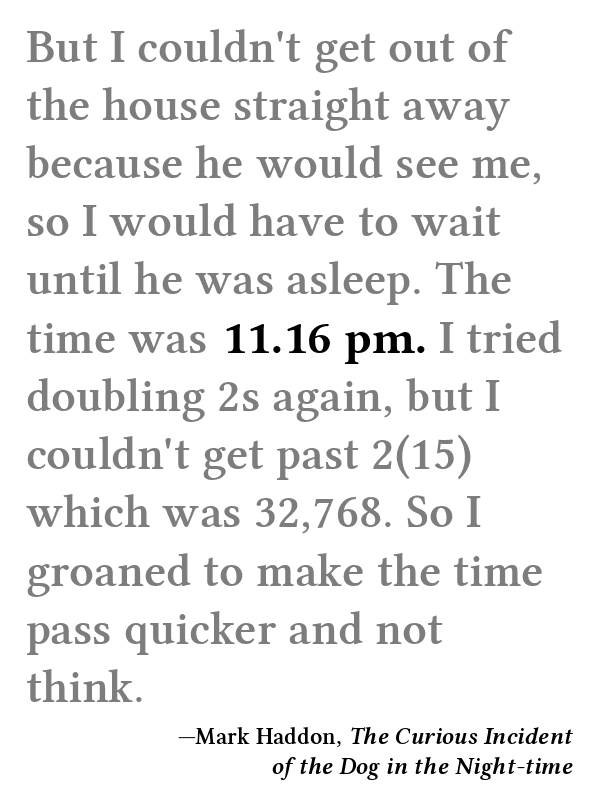 But I couldn't get out of
the house straight away
because he would see me,
so I would have to wait
until he was asleep. The
time was 11.16 pm. I tried
doubling 2s again, but I
couldn't get past 2(15)
which was 32,768. So I
groaned to make the time
pass quicker and not
think.
—Mark Haddon, The Curious Incident
of the Dog in the Night-time